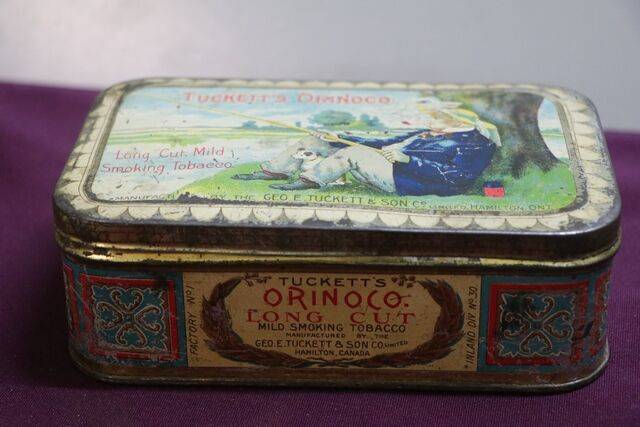 TUCKETT'S ORINOCO
Long Cut Mild
Smoking Tobacco
BY THE GEO. E. TUCKETT & SON CO. LIMITED, HAMILTON, ONT.
FACTORY Nº 1
TUCKETT'S
ORINOCO.
LONG CUT
MILD SMOKING TOBACCO
MANUFACTURED BY THE
GEO. E. TUCKETT & SON CO. LIMITED
HAMILTON, CANADA
INLAND DIV Nº 30